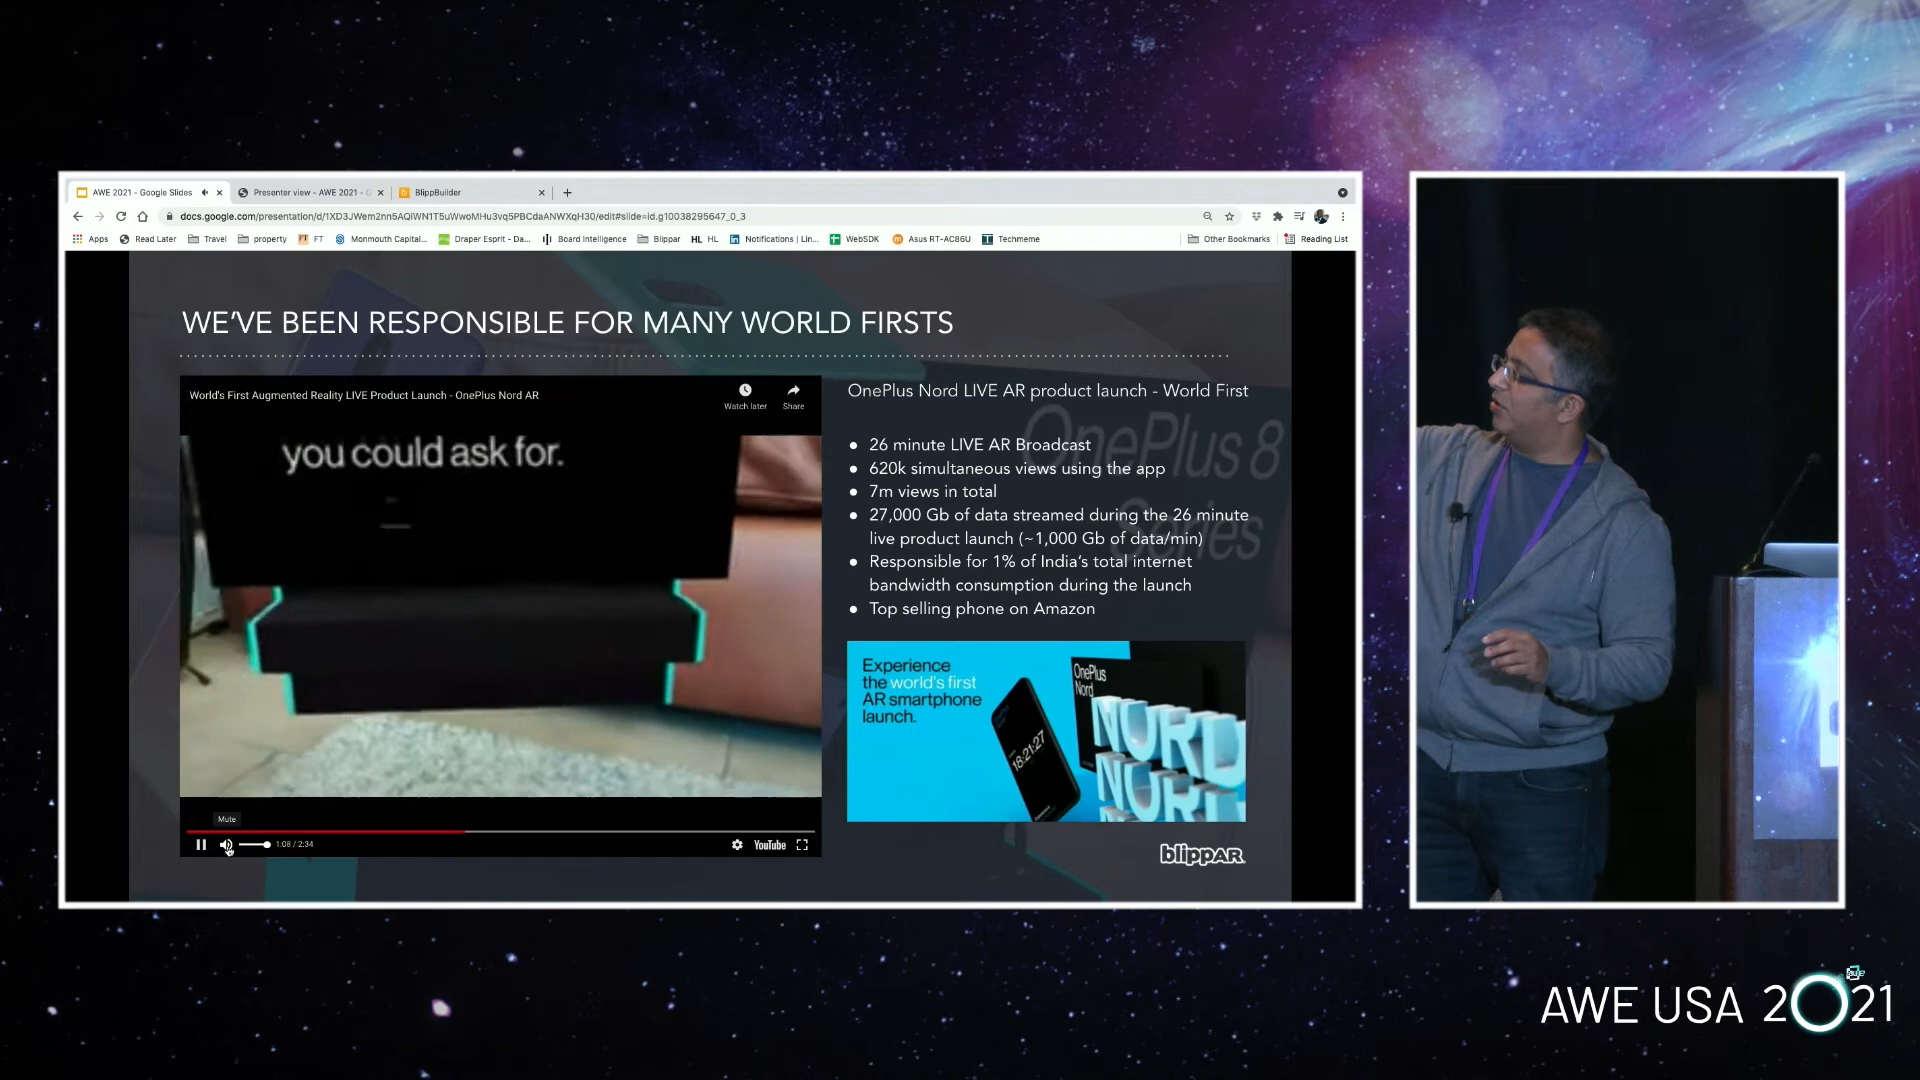 AWE 2021 - Google Slides
Presenter view - AWE 2021 - G
BlippBuilder
docs.google.com/presentation/d/1XD3JWem2nn5AQiWN1T5uWwoMHu3vq5PBCdaANWXqH30/edit#slide=id.g10038295647_0_3
Apps
Read Later
Travel
property
FT FT
Monmouth Capital...
Draper Esprit - Da...
Board Intelligence
Blippar
HL HL
Notifications | Lin...
WebSDK
Asus RT-AC86U
Techmeme
Other Bookmarks
Reading List
WE'VE BEEN RESPONSIBLE FOR MANY WORLD FIRSTS
World's First Augmented Reality LIVE Product Launch - OnePlus Nord AR
Watch later
Share
you could ask for.
Mute
1:08 / 2:34
YouTube
OnePlus Nord LIVE AR product launch - World First
OnePlus 8
Series
● 26 minute LIVE AR Broadcast
● 620k simultaneous views using the app
● 7m views in total
● 27,000 Gb of data streamed during the 26 minute
live product launch (~1,000 Gb of data/min)
● Responsible for 1% of India's total internet
bandwidth consumption during the launch
● Top selling phone on Amazon
Experience
the world's first
AR smartphone
launch.
18:21:27
OnePlus
Nord
NORD
NORD
blippAR
AWE USA 2021